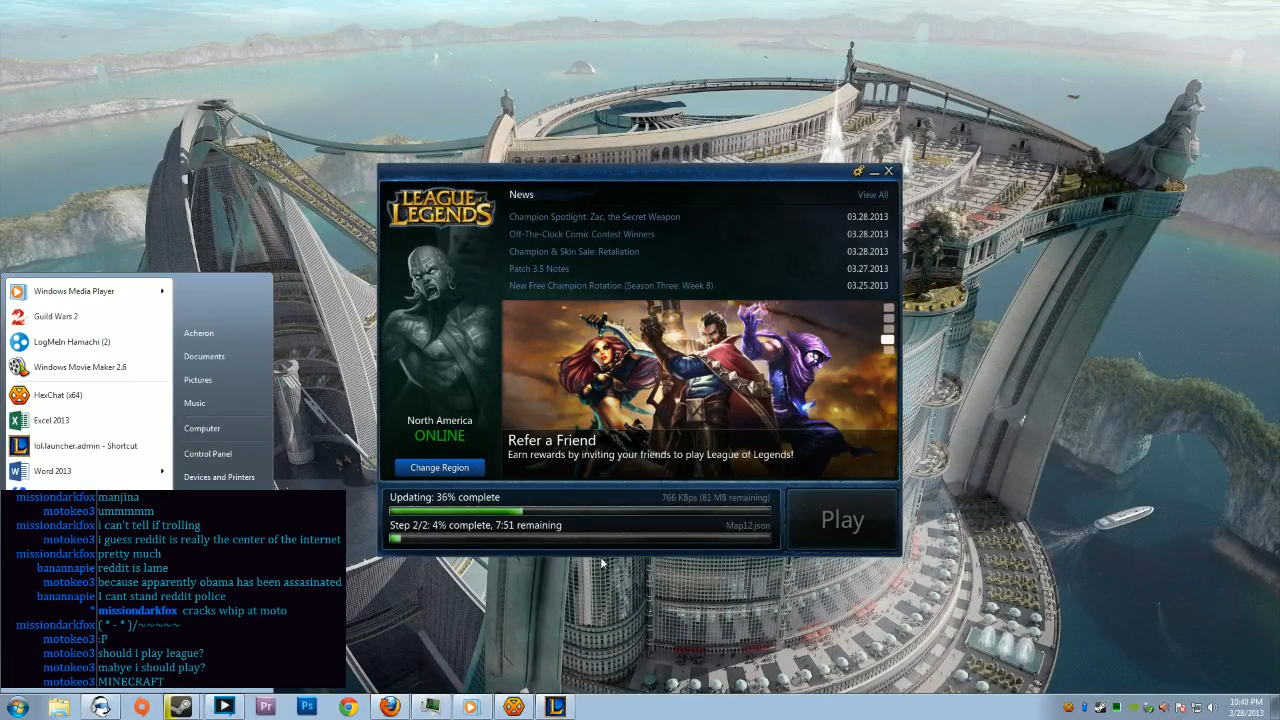 LEAGUE OF LEGENDS
News
View All
Champion Spotlight: Zac, the Secret Weapon 03.28.2013
Off-The-Clock Comic Contest Winners 03.28.2013
Champion & Skin Sale: Retaliation 03.28.2013
Patch 3.5 Notes 03.27.2013
New Free Champion Rotation (Season Three: Week 8) 03.25.2013
Refer a Friend
Earn rewards by inviting your friends to play League of Legends!
North America
ONLINE
Change Region
Updating: 36% complete 766 KBps (81 MB remaining)
Step 2/2: 4% complete, 7:51 remaining Map12.json
Play
Windows Media Player
Guild Wars 2
LogMeIn Hamachi (2)
Windows Movie Maker 2.6
HexChat (x64)
Excel 2013
lol.launcher.admin - Shortcut
Word 2013
Acheron
Documents
Pictures
Music
Computer
Control Panel
Devices and Printers
missiondarkfox manjina
motokeo3 ummmmm
missiondarkfox i can't tell if trolling
motokeo3 i guess reddit is really the center of the internet
missiondarkfox pretty much
banannapie reddit is lame
motokeo3 because apparently obama has been assasinated
banannapie I cant stand reddit police
* missiondarkfox cracks whip at moto
missiondarkfox ( * - * )/~~~~~
motokeo3 :P
motokeo3 should i play league?
motokeo3 mabye i should play?
motokeo3 MINECRAFT
Pr
Ps
10:40 PM
3/28/2013